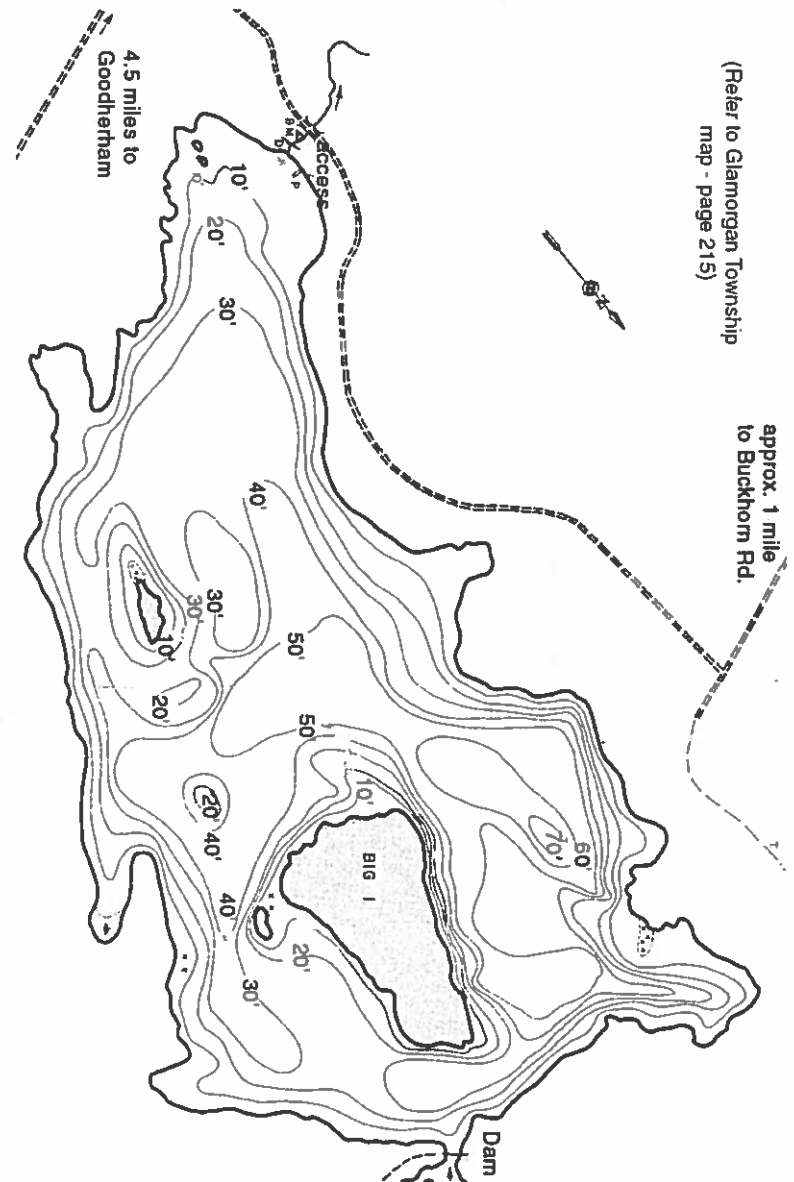 (Refer to Glamorgan Township
map - page 215)
approx. 1 mile
to Buckhorn Rd.
4.5 miles to
Goodherham
N
access
B M
P
10'
20'
30'
40'
30'
30'
10'
20'
50'
50'
10'
60'
70'
20'
40'
40'
20'
30'
BIG I
Dam